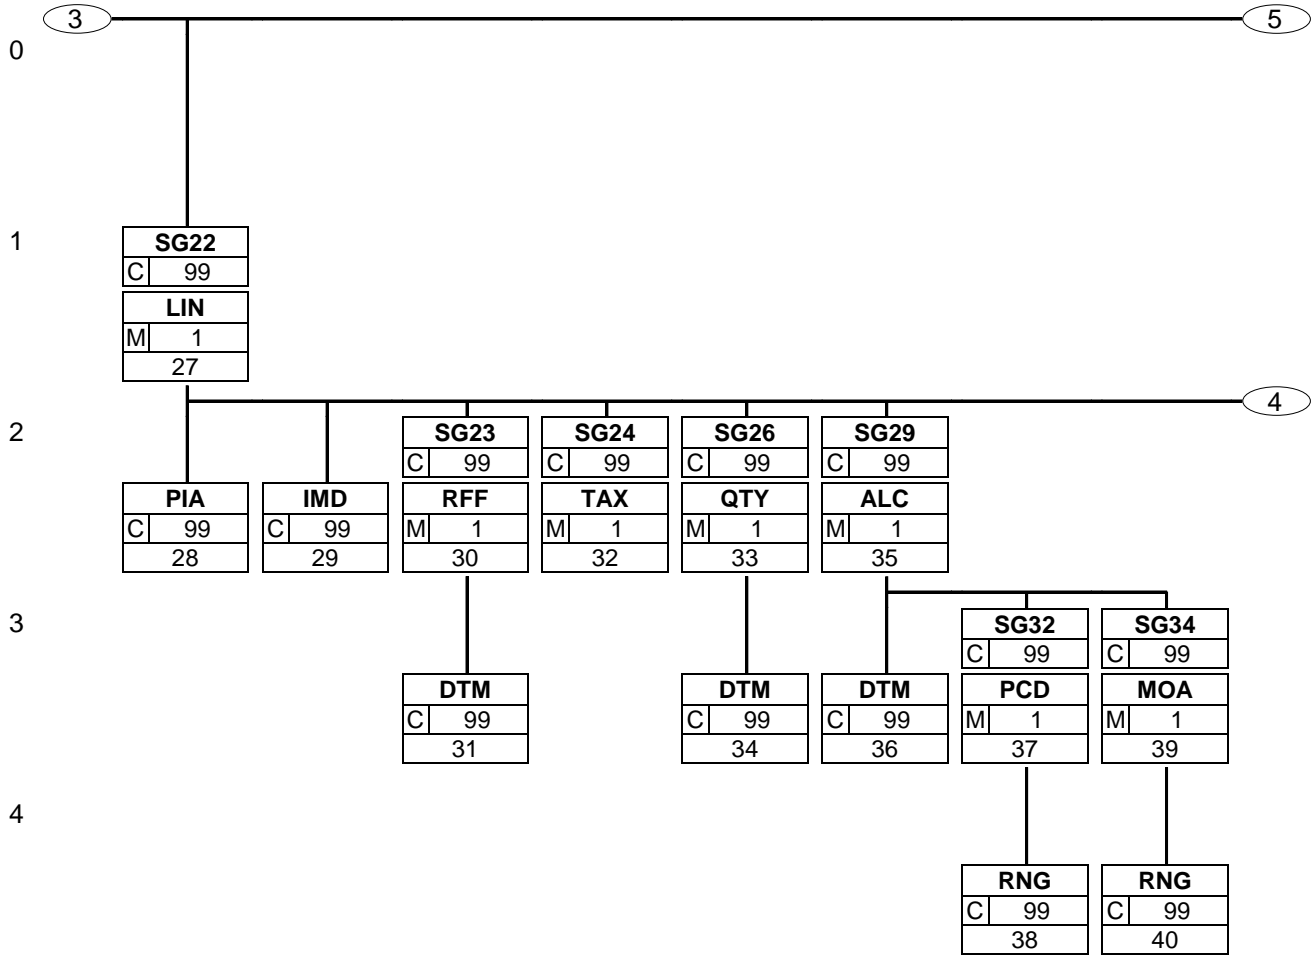 3 5
0
1
SG22
C 99
LIN
M 1
27
4
2
SG23 SG24 SG26 SG29
C 99 C 99 C 99 C 99
PIA IMD RFF TAX QTY ALC
C 99 C 99 M 1 M 1 M 1 M 1
28 29 30 32 33 35
3
SG32 SG34
C 99 C 99
DTM DTM DTM PCD MOA
C 99 C 99 C 99 M 1 M 1
31 34 36 37 39
4
RNG RNG
C 99 C 99
38 40